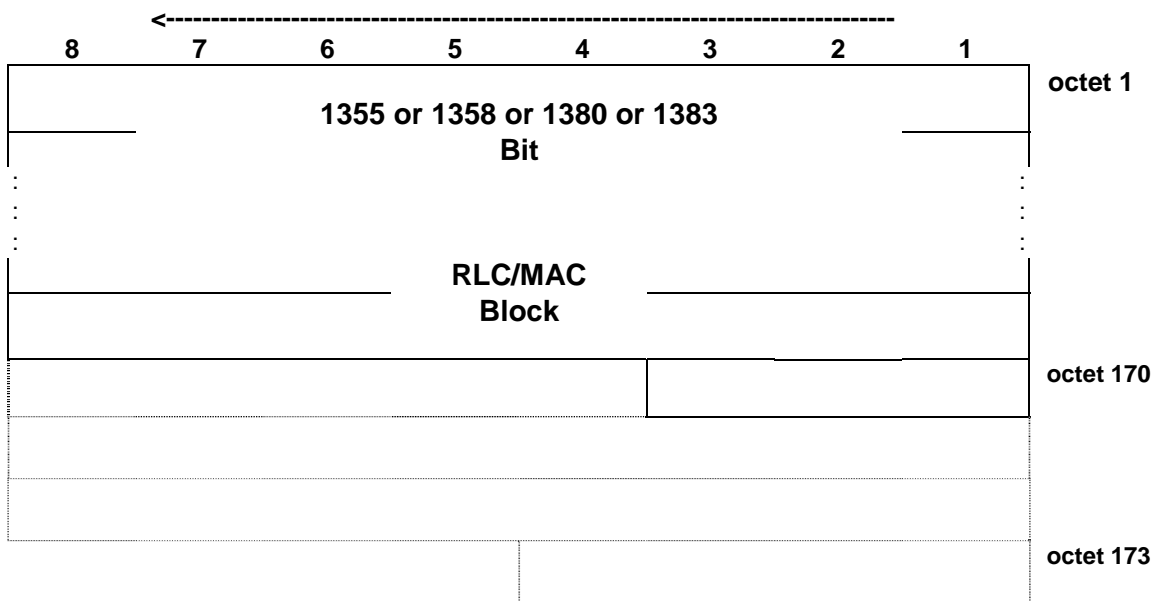 <--------------------------------------------------------------------------------
8 7 6 5 4 3 2 1
octet 1
1355 or 1358 or 1380 or 1383
Bit
: :
: :
: :
RLC/MAC
Block
octet 170
octet 173